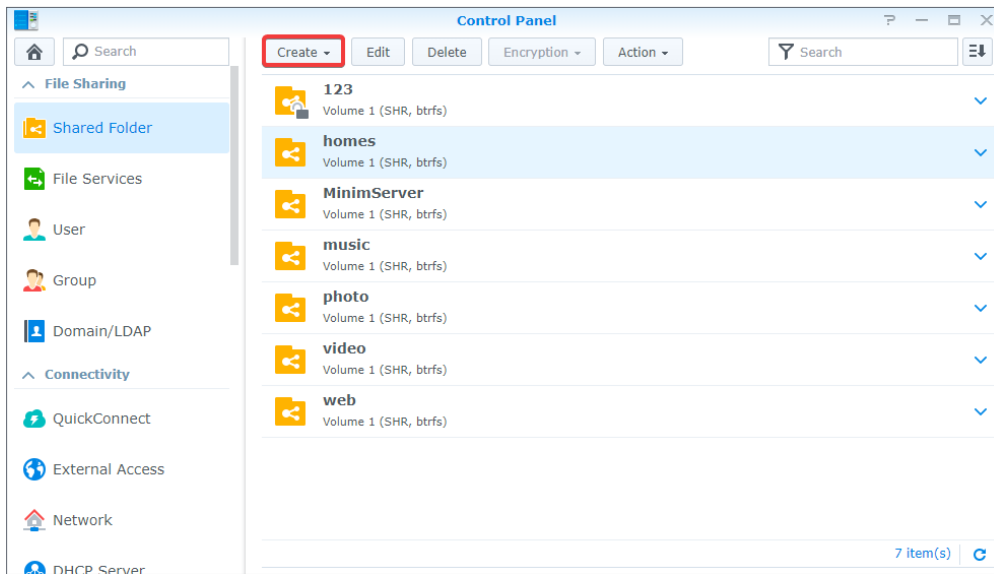 Control Panel
Search
Create Edit Delete Encryption Action Search
File Sharing
Shared Folder
File Services
User
Group
Domain/LDAP
Connectivity
QuickConnect
External Access
Network
DHCP Server
123
Volume 1 (SHR, btrfs)
homes
Volume 1 (SHR, btrfs)
MinimServer
Volume 1 (SHR, btrfs)
music
Volume 1 (SHR, btrfs)
photo
Volume 1 (SHR, btrfs)
video
Volume 1 (SHR, btrfs)
web
Volume 1 (SHR, btrfs)
7 item(s)